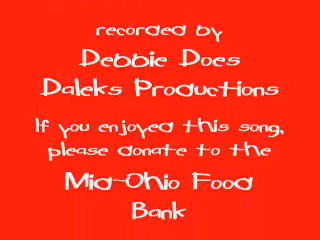 recorded by
Debbie Does
Daleks Productions
If you enjoyed this song,
please donate to the
Mid-Ohio Food
Bank